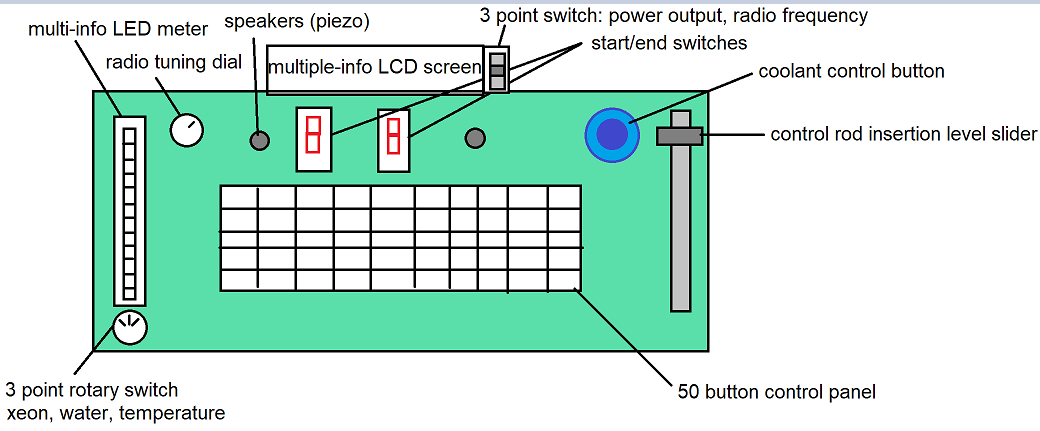 3 point switch: power output, radio frequency
speakers (piezo)
multi-info LED meter
start/end switches
radio tuning dial
multiple-info LCD screen
coolant control button
control rod insertion level slider
3 point rotary switch
xeon, water, temperature
50 button control panel